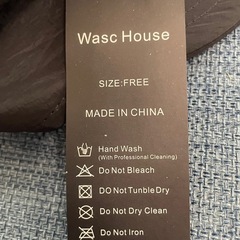 Wasc House
SIZE:FREE
MADE IN CHINA
Hand Wash
(With Professional Cleaning)
Do Not Bleach
DO Not Tunble Dry
Do Not Dry Clean
Do Not Iron